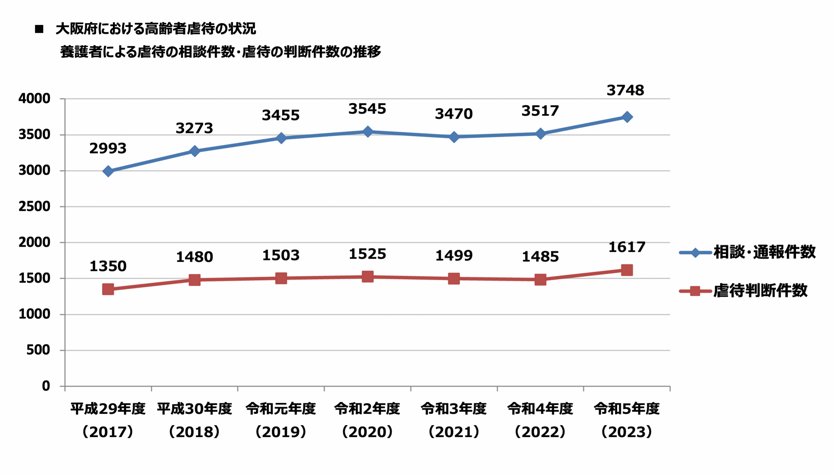 ■ 大阪府における高齢者虐待の状況
養護者による虐待の相談件数・虐待の判断件数の推移
4000
3500
3000
2500
2000
1500
1000
500
0
2993
3273
3455
3545
3470
3517
3748
1350
1480
1503
1525
1499
1485
1617
相談・通報件数
虐待判断件数
平成29年度
（2017）
平成30年度
（2018）
令和元年度
（2019）
令和2年度
（2020）
令和3年度
（2021）
令和4年度
（2022）
令和5年度
（2023）